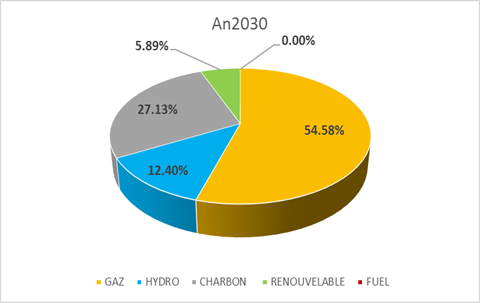 An2030
5.89%
0.00%
27.13%
54.58%
12.40%
GAZ HYDRO CHARBON RENOUVELABLE FUEL